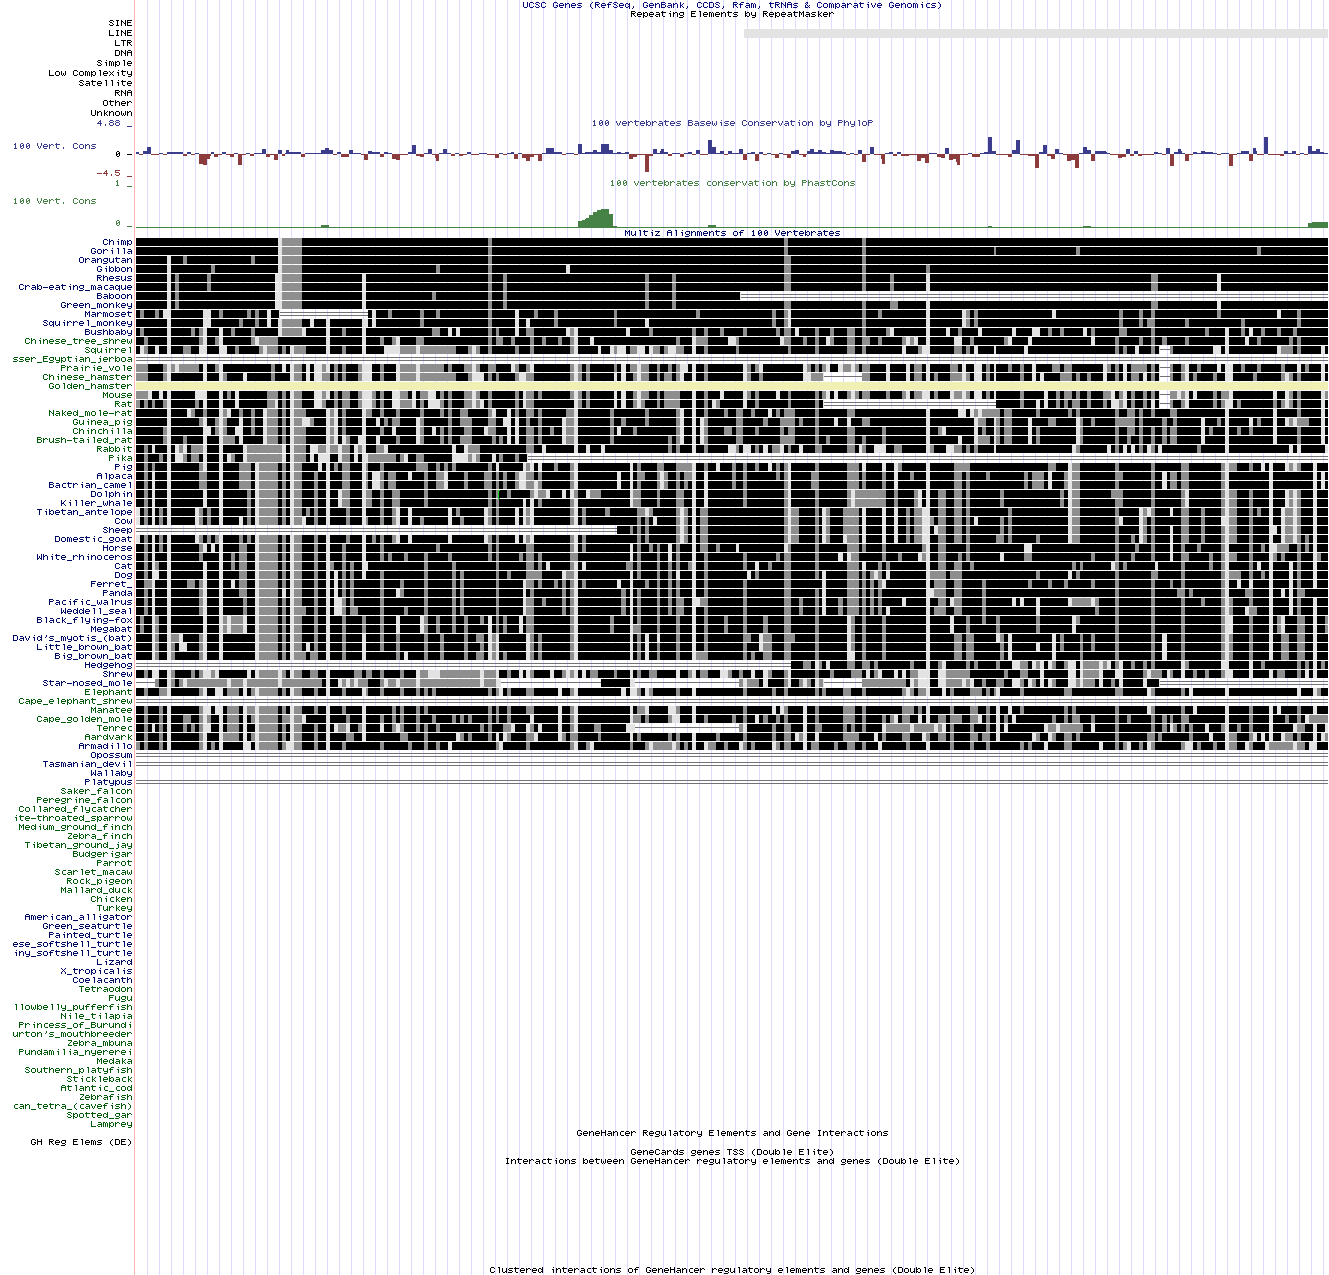 UCSC Genes (RefSeq, GenBank, CCDS, Rfam, tRNAs & Comparative Genomics)
Repeating Elements by RepeatMasker
SINE
LINE
LTR
DNA
Simple
Low Complexity
Satellite
RNA
Other
Unknown
4.88 _
100 vertebrates Basewise Conservation by PhyloP
100 Vert. Cons
0 -
-4.5 _
100 vertebrates conservation by PhastCons
1 _
100 Vert. Cons
0 _
Multiz Alignments of 100 Vertebrates
Chimp
Gorilla
Orangutan
Gibbon
Rhesus
Crab-eating_macaque
Baboon
Green_monkey
Marmoset
Squirrel_monkey
Bushbaby
Chinese_tree_shrew
Squirrel
sser_Egyptian_jerboa
Prairie_vole
Chinese_hamster
Golden_hamster
Mouse
Rat
Naked_mole-rat
Guinea_pig
Chinchilla
Brush-tailed_rat
Rabbit
Pika
Pig
Alpaca
Bactrian_camel
Dolphin
Killer_whale
Tibetan_antelope
Cow
Sheep
Domestic_goat
Horse
White_rhinoceros
Cat
Dog
Ferret_
Panda
Pacific_walrus
Weddell_seal
Black_flying-fox
Megabat
David's_myotis_(bat)
Little_brown_bat
Big_brown_bat
Hedgehog
Shrew
Star-nosed_mole
Elephant
Cape_elephant_shrew
Manatee
Cape_golden_mole
Tenrec
Aardvark
Armadillo
Opossum
Tasmanian_devil
Wallaby
Platypus
Saker_falcon
Peregrine_falcon
Collared_flycatcher
ite-throated_sparrow
Medium_ground_finch
Zebra_finch
Tibetan_ground_jay
Budgerigar
Parrot
Scarlet_macaw
Rock_pigeon
Mallard_duck
Chicken
Turkey
American_alligator
Green_seaturtle
Painted_turtle
ese_softshell_turtle
iny_softshell_turtle
Lizard
X_tropicalis
Coelacanth
Tetraodon
Fugu
llowbelly_pufferfish
Nile_tilapia
Princess_of_Burundi
urton's_mouthbreeder
Zebra_mbuna
Pundamilia_nyererei
Medaka
Southern_platyfish
Stickleback
Atlantic_cod
Zebrafish
can_tetra_(cavefish)
Spotted_gar
Lamprey
GeneHancer Regulatory Elements and Gene Interactions
GH Reg Elems (DE)
GeneCards genes TSS (Double Elite)
Interactions between GeneHancer regulatory elements and genes (Double Elite)
Clustered interactions of GeneHancer regulatory elements and genes (Double Elite)